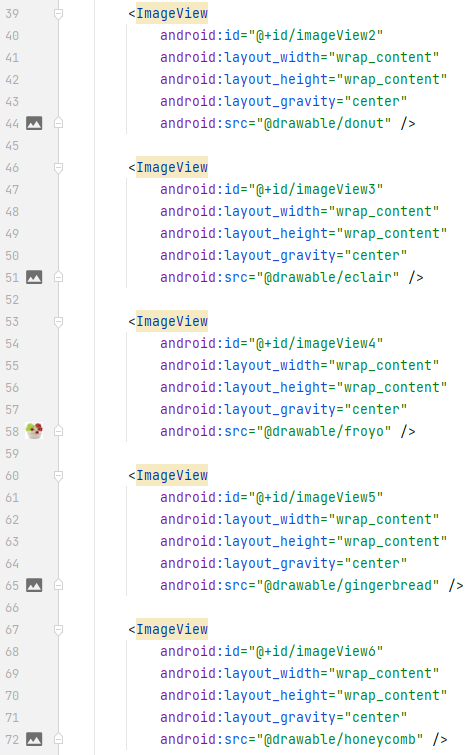 39 <ImageView
40 android:id="@+id/imageView2"
41 android:layout_width="wrap_content"
42 android:layout_height="wrap_content"
43 android:layout_gravity="center"
44 android:src="@drawable/donut" />
45
46 <ImageView
47 android:id="@+id/imageView3"
48 android:layout_width="wrap_content"
49 android:layout_height="wrap_content"
50 android:layout_gravity="center"
51 android:src="@drawable/eclair" />
52
53 <ImageView
54 android:id="@+id/imageView4"
55 android:layout_width="wrap_content"
56 android:layout_height="wrap_content"
57 android:layout_gravity="center"
58 android:src="@drawable/froyo" />
59
60 <ImageView
61 android:id="@+id/imageView5"
62 android:layout_width="wrap_content"
63 android:layout_height="wrap_content"
64 android:layout_gravity="center"
65 android:src="@drawable/gingerbread" />
66
67 <ImageView
68 android:id="@+id/imageView6"
69 android:layout_width="wrap_content"
70 android:layout_height="wrap_content"
71 android:layout_gravity="center"
72 android:src="@drawable/honeycomb" />